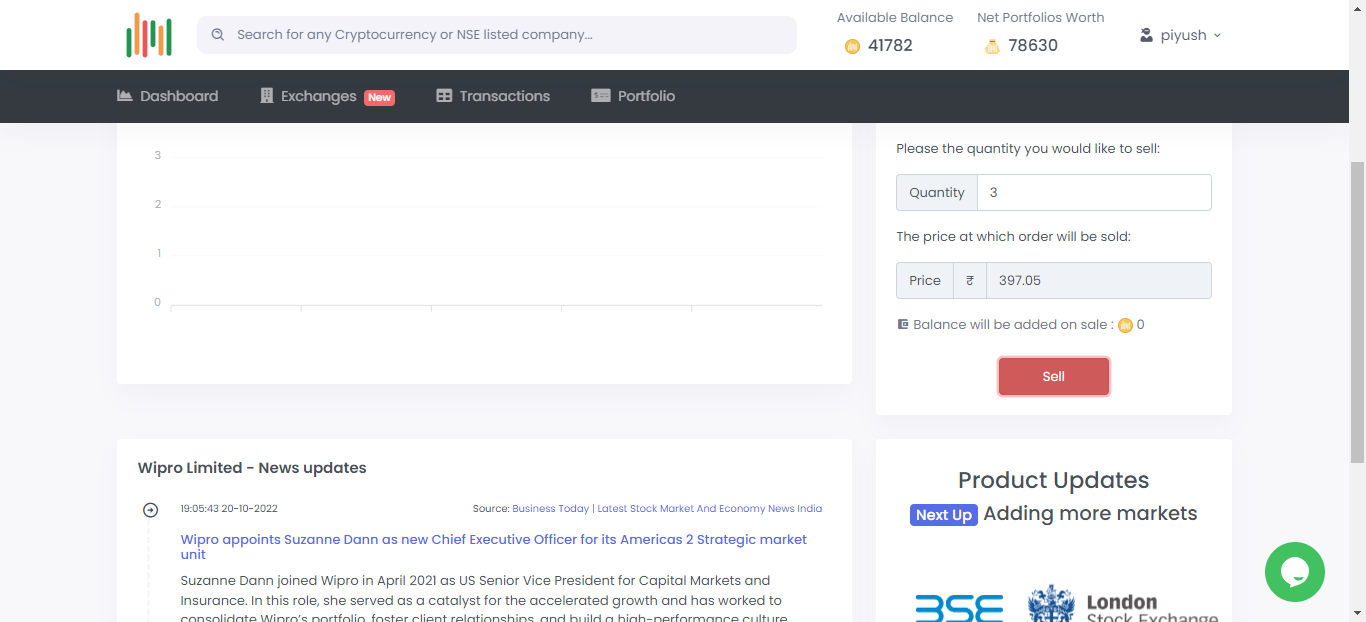 Search for any Cryptocurrency or NSE listed company...
Available Balance
41782
Net Portfolios Worth
78630
piyush
Dashboard
Exchanges New
Transactions
Portfolio
3
2
1
0
Please the quantity you would like to sell:
Quantity 3
The price at which order will be sold:
Price ₹ 397.05
Balance will be added on sale : 0
Sell
Wipro Limited - News updates
19:05:43 20-10-2022
Source: Business Today | Latest Stock Market And Economy News India
Wipro appoints Suzanne Dann as new Chief Executive Officer for its Americas 2 Strategic market
unit
Suzanne Dann joined Wipro in April 2021 as US Senior Vice President for Capital Markets and
Insurance. In this role, she served as a catalyst for the accelerated growth and has worked to
consolidate Wipro's portfolio, foster client relationships, and build a high-performance culture
Product Updates
Next Up Adding more markets
BSE
London
Stock Exchange